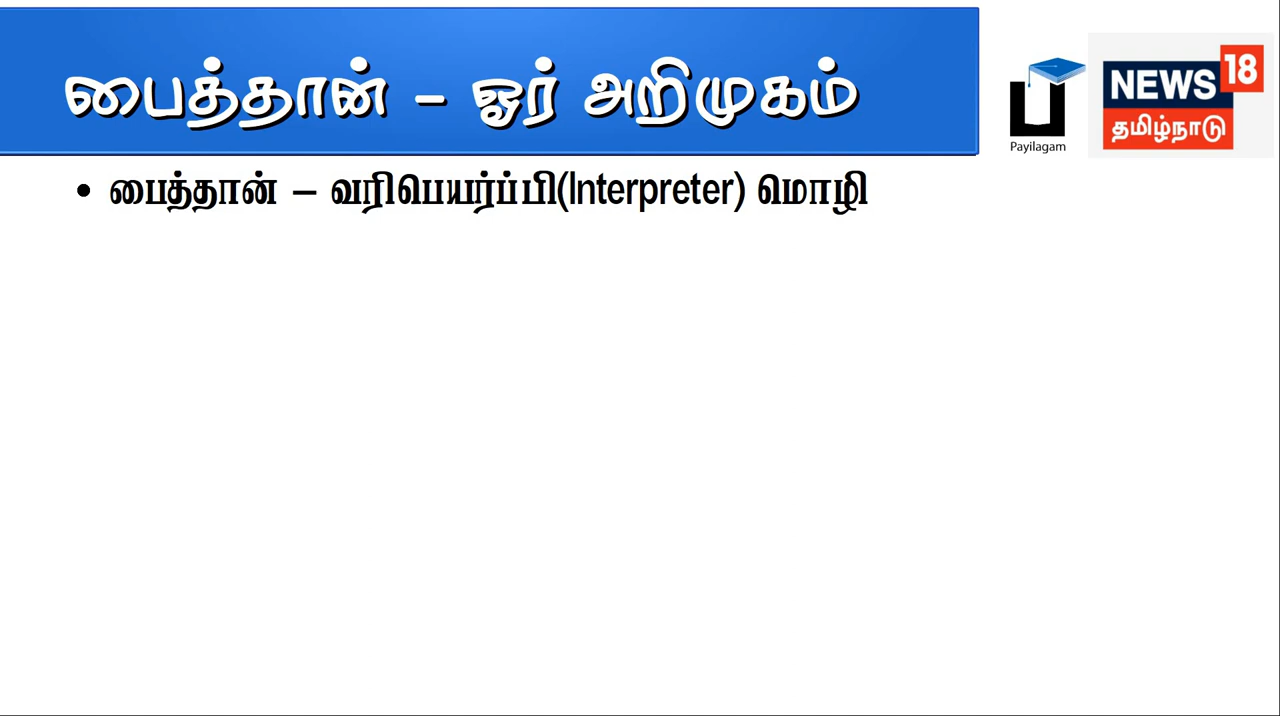 பைத்தான் – ஓர் அறிமுகம்
Payilagam
NEWS 18
தமிழ்நாடு
• பைத்தான் – வரிபெயர்ப்பி(Interpreter) மொழி